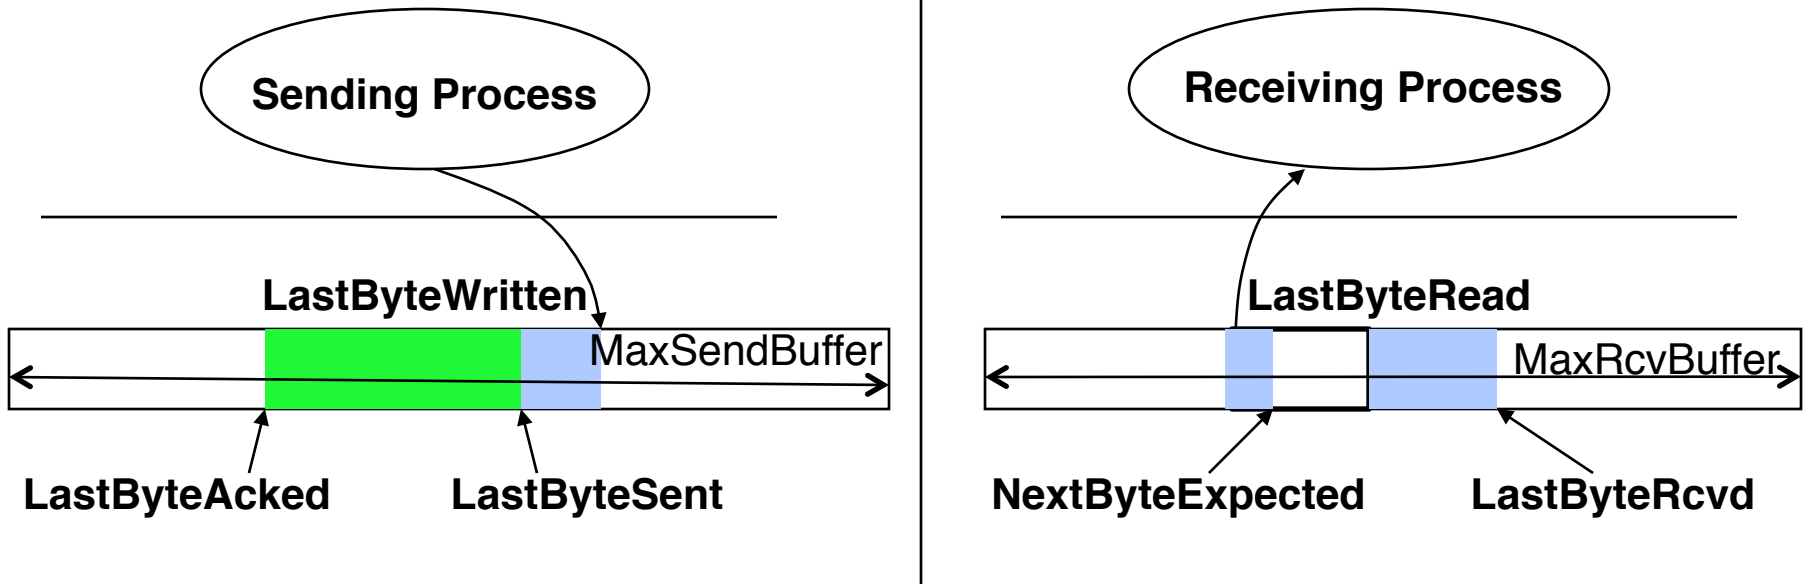 Sending Process
LastByteWritten
MaxSendBuffer
LastByteAcked
LastByteSent
Receiving Process
LastByteRead
MaxRcvBuffer
NextByteExpected
LastByteRcvd